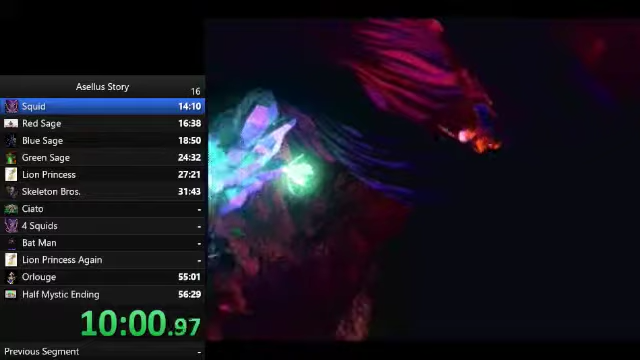 Asellus Story
16
Squid 14:10
Red Sage 16:38
Blue Sage 18:50
Green Sage 24:32
Lion Princess 27:21
Skeleton Bros. 31:43
Ciato -
4 Squids -
Bat Man -
Lion Princess Again -
Orlouge 55:01
Half Mystic Ending 56:29
10:00.97
Previous Segment -